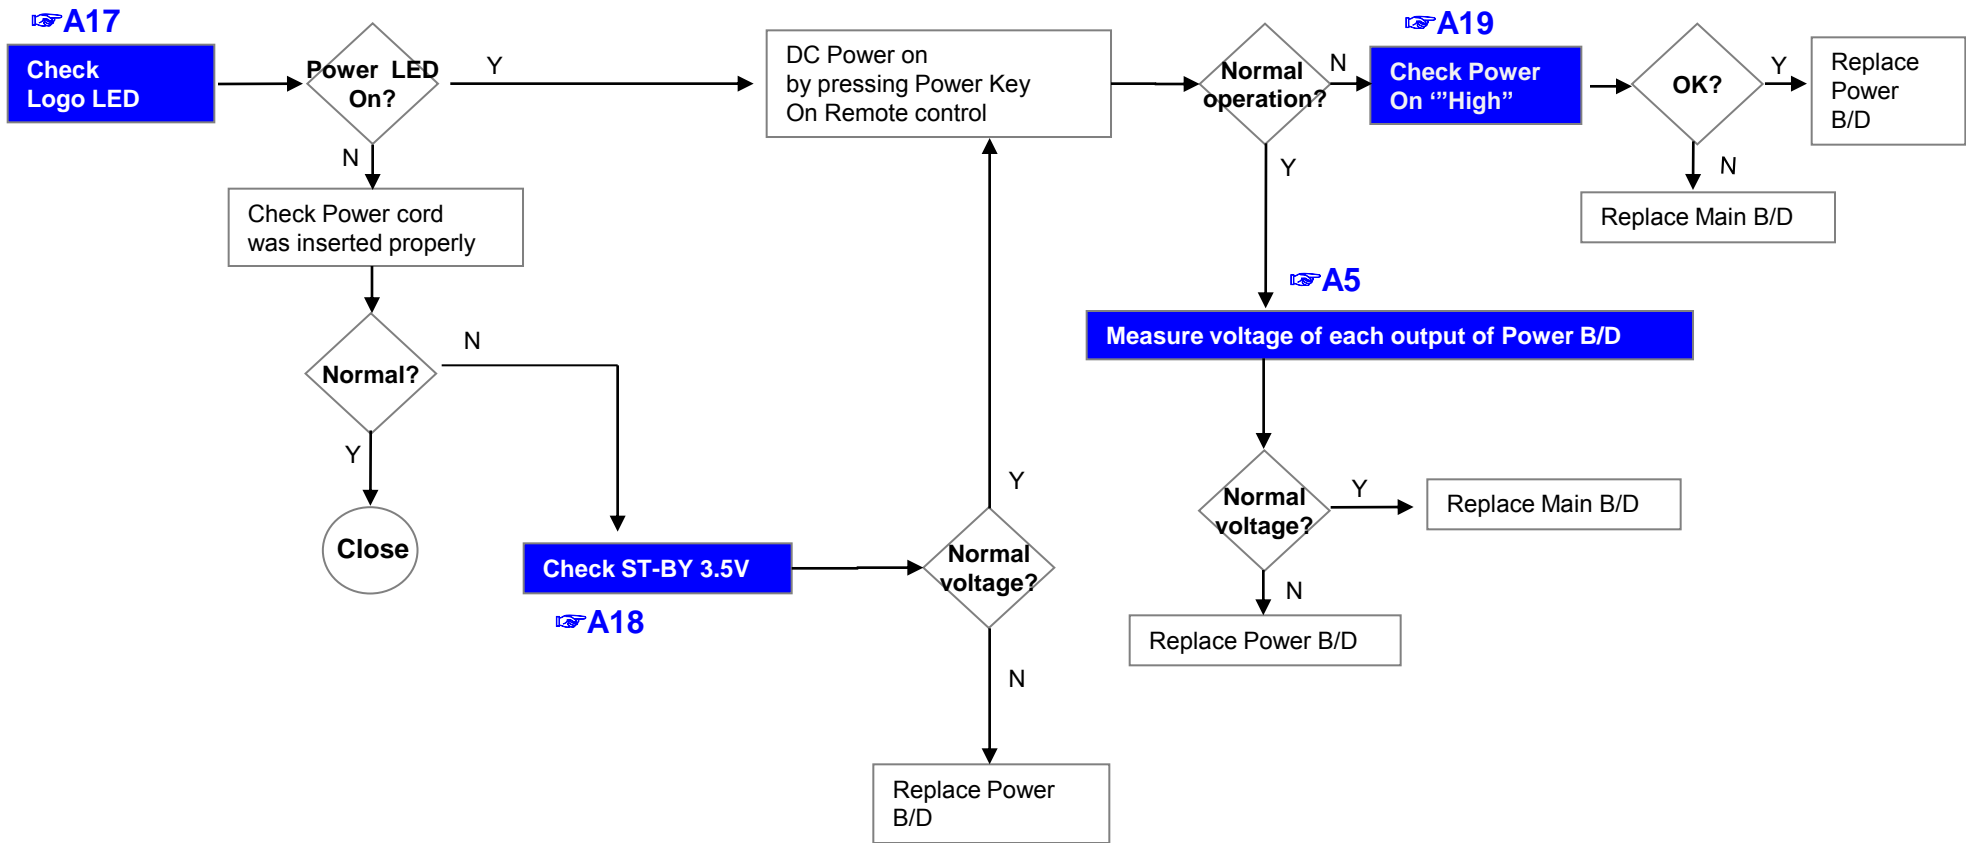 ☞A17
Check
Logo LED
Power LED
On?
Y
N
DC Power on
by pressing Power Key
On Remote control
Normal
operation?
N
Y
☞A19
Check Power
On ‘”High”
OK?
Y
Replace
Power
B/D
N
Replace Main B/D
Check Power cord
was inserted properly
Normal?
N
Y
Close
Check ST-BY 3.5V
☞A18
Normal
voltage?
Y
N
Replace Power
B/D
☞A5
Measure voltage of each output of Power B/D
Normal
voltage?
Y
Replace Main B/D
N
Replace Power B/D